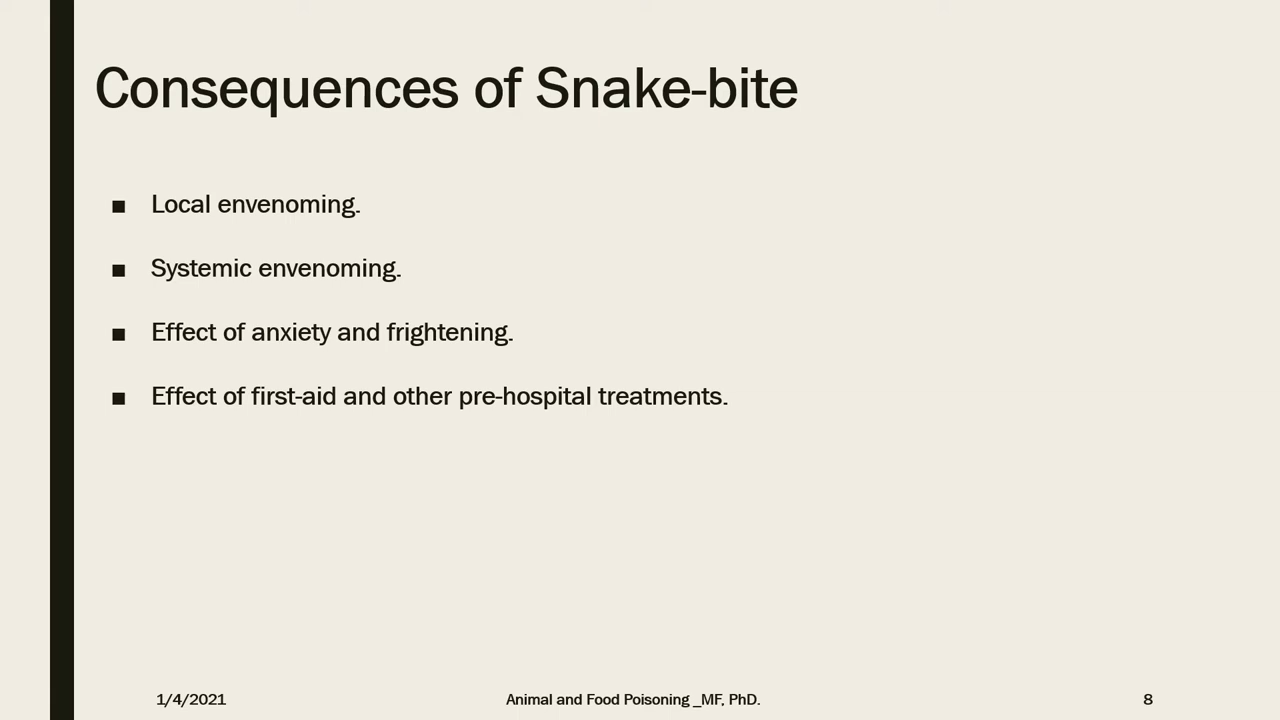 Consequences of Snake-bite
■ Local envenoming.
■ Systemic envenoming.
■ Effect of anxiety and frightening.
■ Effect of first-aid and other pre-hospital treatments.
1/4/2021
Animal and Food Poisoning _MF, PhD.
8